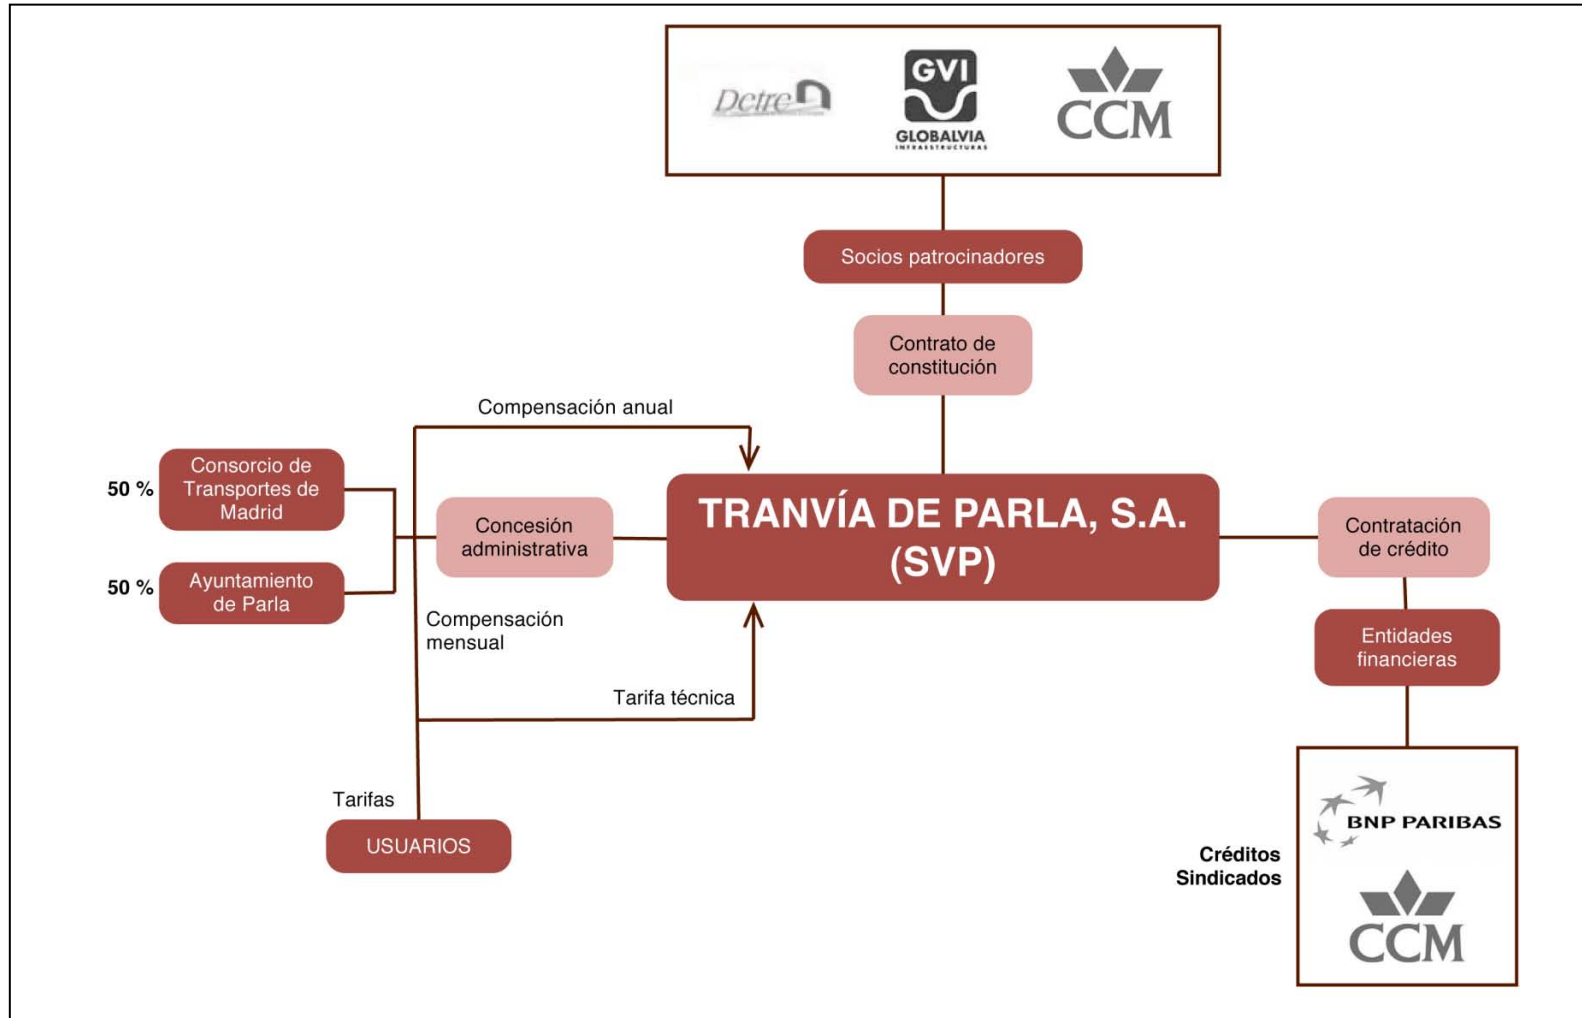 GVI
GLOBALVIA
INFRAESTRUCTURAS
CCM
Socios patrocinadores
Contrato de
constitución
Compensación anual
50 %
Consorcio de
Transportes de
Madrid
50 %
Ayuntamiento
de Parla
Concesión
administrativa
TRANVÍA DE PARLA, S.A.
(SVP)
Contratación
de crédito
Compensación
mensual
Entidades
financieras
Tarifa técnica
Tarifas
USUARIOS
Créditos
Sindicados
BNP PARIBAS
CCM